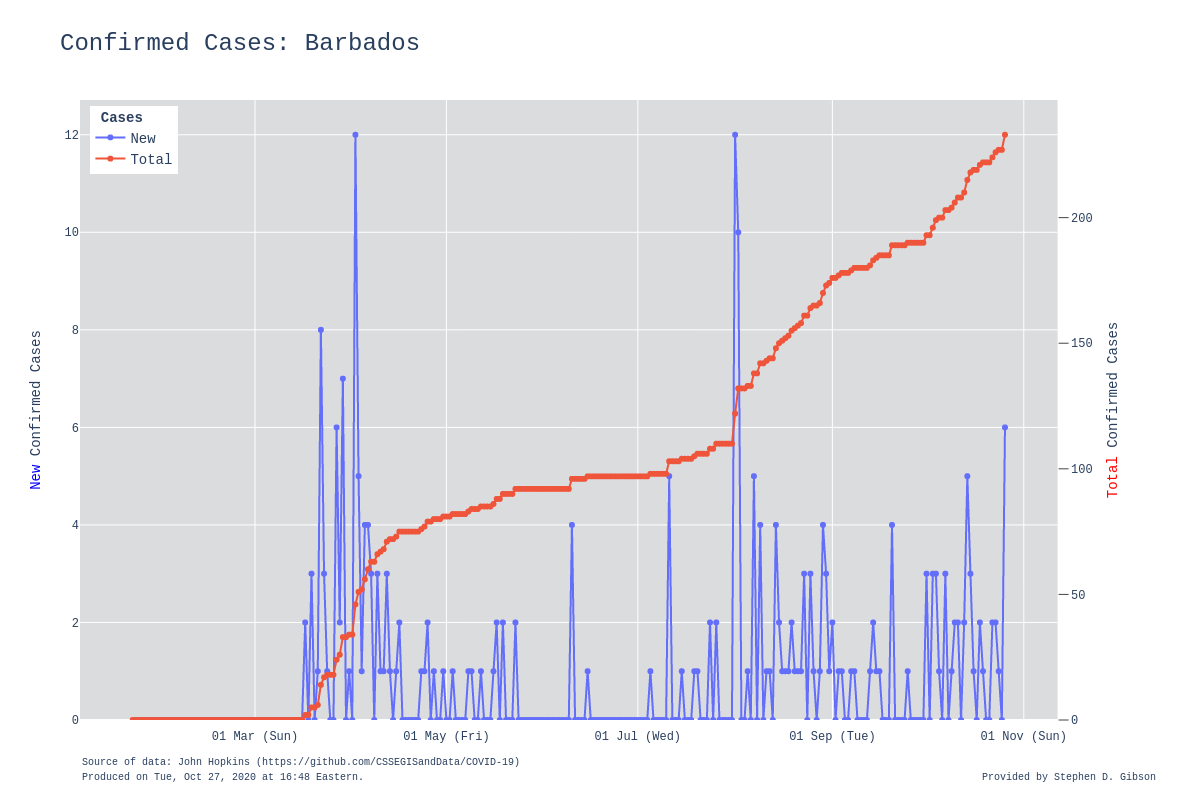 Confirmed Cases: Barbados
Cases
New
Total
12
10
8
6
4
2
0
200
150
100
50
0
New Confirmed Cases
Total Confirmed Cases
01 Mar (Sun)
01 May (Fri)
01 Jul (Wed)
01 Sep (Tue)
01 Nov (Sun)
Source of data: John Hopkins (https://github.com/CSSEGISandData/COVID-19)
Produced on Tue, Oct 27, 2020 at 16:48 Eastern.
Provided by Stephen D. Gibson